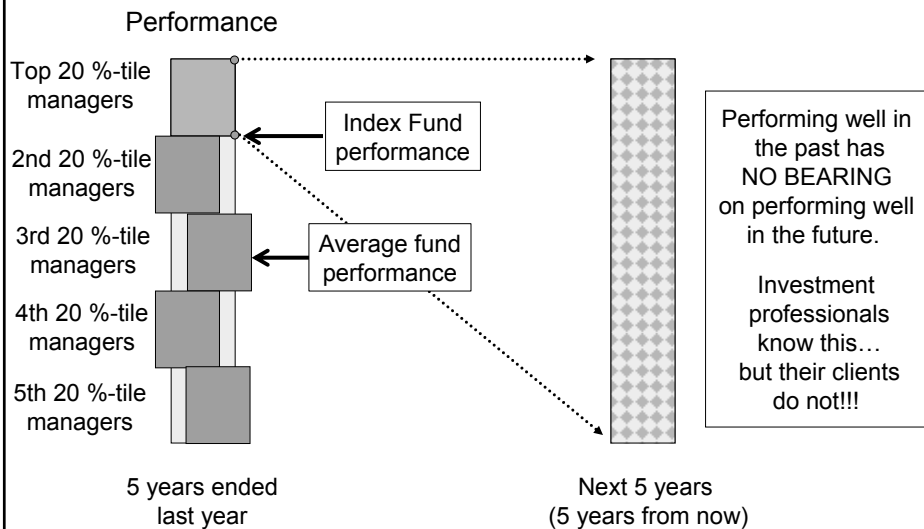 Performance
Top 20 %-tile
managers
2nd 20 %-tile
managers
3rd 20 %-tile
managers
4th 20 %-tile
managers
5th 20 %-tile
managers
Index Fund
performance
Average fund
performance
5 years ended
last year
Next 5 years
(5 years from now)
Performing well in
the past has
NO BEARING
on performing well
in the future.
Investment
professionals
know this…
but their clients
do not!!!